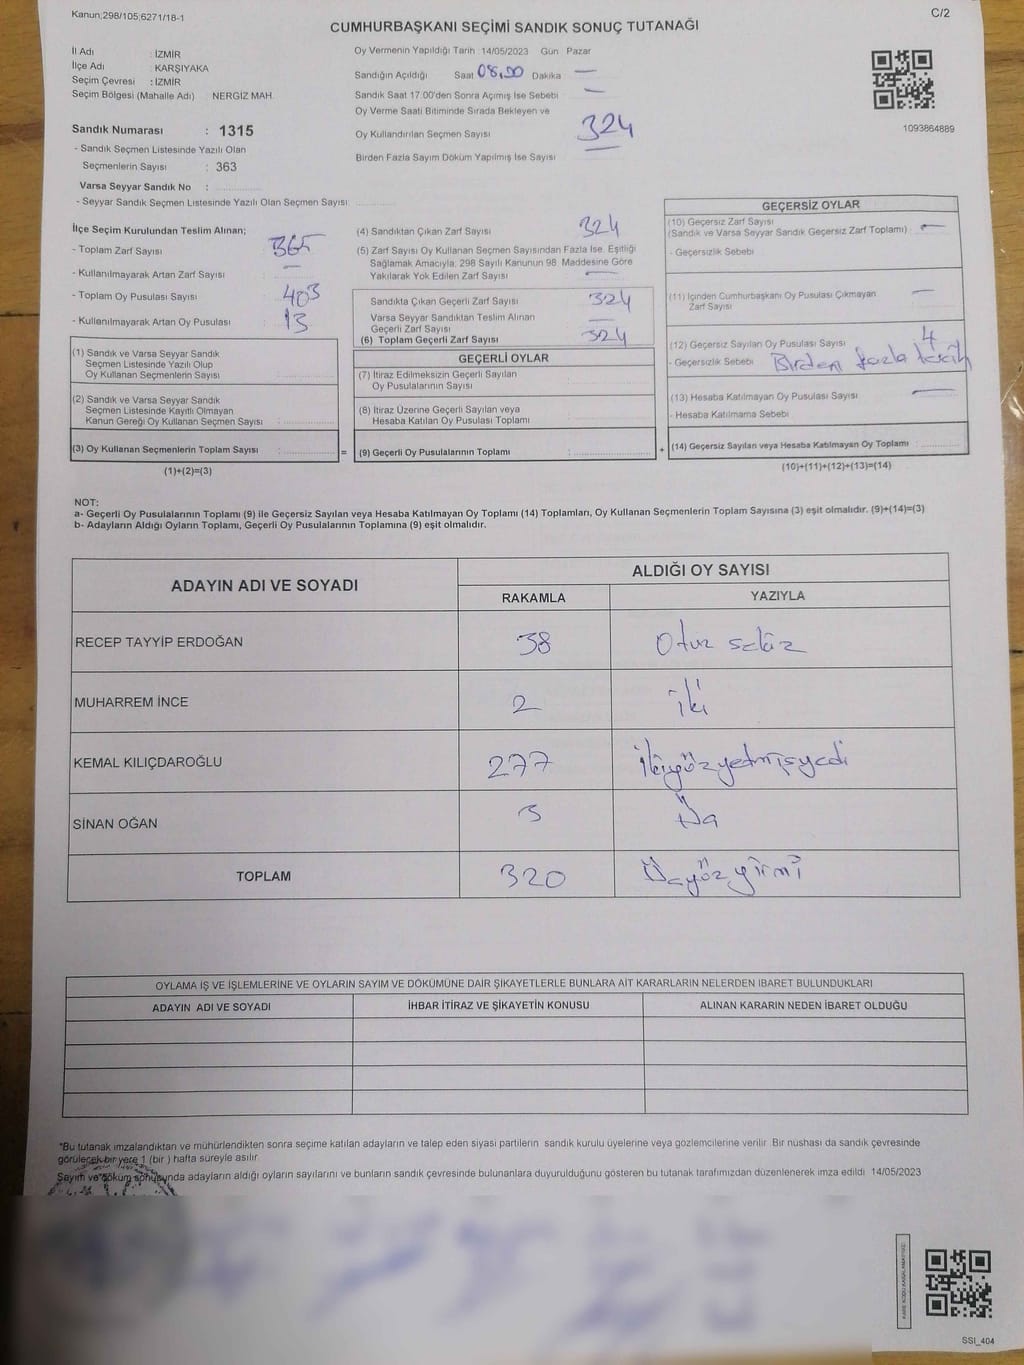 Kanun;298/105;6271/18-1
C/2
CUMHURBAŞKANI SEÇİMİ SANDIK SONUÇ TUTANAĞI
İl Adı : İZMİR
İlçe Adı : KARŞIYAKA
Seçim Çevresi : İZMİR
Seçim Bölgesi (Mahalle Adı) NERGİZ MAH.
Sandık Numarası : 1315
- Sandık Seçmen Listesinde Yazılı Olan
Seçmenlerin Sayısı : 363
Varsa Seyyar Sandık No :
- Seyyar Sandık Seçmen Listesinde Yazılı Olan Seçmen Sayısı:
Oy Vermenin Yapıldığı Tarih : 14/05/2023 Gün Pazar
Sandığın Açıldığı Saat 08,00 Dakika —
Sandık Saat 17.00'den Sonra Açımış İse Sebebi —
Oy Verme Saati Bitiminde Sırada Bekleyen ve
Oy Kullandırılan Seçmen Sayısı 324
Birden Fazla Sayım Döküm Yapılmış İse Sayısı —
1093864889
İlçe Seçim Kurulundan Teslim Alınan;
- Toplam Zarf Sayısı : 365
- Kullanılmayarak Artan Zarf Sayısı : —
- Toplam Oy Pusulası Sayısı : 403
- Kullanılmayarak Artan Oy Pusulası : 13
(1) Sandık ve Varsa Seyyar Sandık
Seçmen Listesinde Yazılı Olup
Oy Kullanan Seçmenlerin Sayısı :
(2) Sandık ve Varsa Seyyar Sandık
Seçmen Listesinde Kayıtlı Olmayan
Kanun Gereği Oy Kullanan Seçmen Sayısı :
(3) Oy Kullanan Seçmenlerin Toplam Sayısı :
(1)+(2)=(3)
(4) Sandıktan Çıkan Zarf Sayısı : 324
(5) Zarf Sayısı Oy Kullanan Seçmen Sayısından Fazla İse, Eşitliği
Sağlamak Amacıyla, 298 Sayılı Kanunun 98. Maddesine Göre
Yakılarak Yok Edilen Zarf Sayısı : —
Sandıkta Çıkan Geçerli Zarf Sayısı : 324
Varsa Seyyar Sandıktan Teslim Alınan
Geçerli Zarf Sayısı : —
(6) Toplam Geçerli Zarf Sayısı : 324
GEÇERLİ OYLAR
(7) İtiraz Edilmeksizin Geçerli Sayılan
Oy Pusulalarının Sayısı :
(8) İtiraz Üzerine Geçerli Sayılan veya
Hesaba Katılan Oy Pusulası Toplamı :
= (9) Geçerli Oy Pusulalarının Toplamı :
GEÇERSİZ OYLAR
(10) Geçersiz Zarf Sayısı
(Sandık ve Varsa Seyyar Sandık Geçersiz Zarf Toplamı) : —
- Geçersizlik Sebebi
(11) İçinden Cumhurbaşkanı Oy Pusulası Çıkmayan
Zarf Sayısı : —
(12) Geçersiz Sayılan Oy Pusulası Sayısı : 4
- Geçersizlik Sebebi Birden fazla tercih
(13) Hesaba Katılmayan Oy Pusulası Sayısı : —
- Hesaba Katılmama Sebebi
+ (14) Geçersiz Sayılan veya Hesaba Katılmayan Oy Toplamı :
(10)+(11)+(12)+(13)=(14)
NOT:
a- Geçerli Oy Pusulalarının Toplamı (9) ile Geçersiz Sayılan veya Hesaba Katılmayan Oy Toplamı (14) Toplamları, Oy Kullanan Seçmenlerin Toplam Sayısına (3) eşit olmalıdır. (9)+(14)=(3)
b- Adayların Aldığı Oyların Toplamı, Geçerli Oy Pusulalarının Toplamına (9) eşit olmalıdır.
ADAYIN ADI VE SOYADI
ALDIĞI OY SAYISI
RAKAMLA YAZIYLA
RECEP TAYYİP ERDOĞAN 38 Otuz sekiz
MUHARREM İNCE 2 iki
KEMAL KILIÇDAROĞLU 277 ikiyüzyetmişyedi
SİNAN OĞAN 3 Üç
TOPLAM 320 Üçyüzyirmi
OYLAMA İŞ VE İŞLEMLERİNE VE OYLARIN SAYIM VE DÖKÜMÜNE DAİR ŞİKAYETLERLE BUNLARA AİT KARARLARIN NELERDEN İBARET BULUNDUKLARI
ADAYIN ADI VE SOYADI İHBAR İTİRAZ VE ŞİKAYETİN KONUSU ALINAN KARARIN NEDEN İBARET OLDUĞU
*Bu tutanak imzalandıktan ve mühürlendikten sonra seçime katılan adayların ve talep eden siyasi partilerin sandık kurulu üyelerine veya gözlemcilerine verilir. Bir nüshası da sandık çevresinde
görülecek bir yere 1 (bir) hafta süreyle asılır.
Sayım ve döküm sonucunda adayların aldığı oyların sayılarını ve bunların sandık çevresinde bulunanlara duyurulduğunu gösteren bu tutanak tarafımızdan düzenlenerek imza edildi 14/05/2023
SSI_404